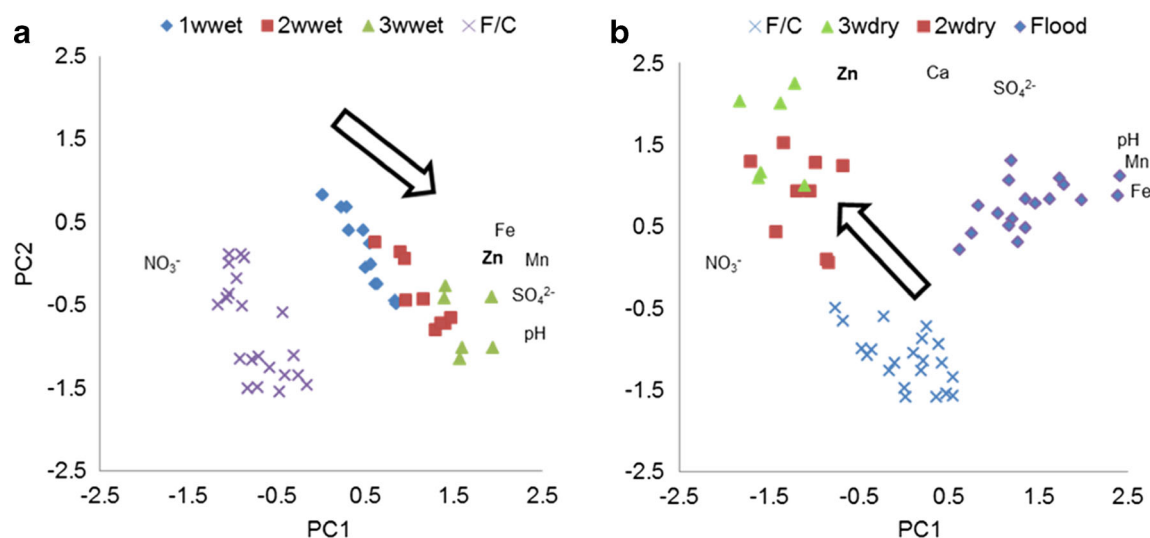 a
1wwet 2wwet 3wwet F/C
2.5
1.5
0.5
-0.5
-1.5
-2.5
PC2
NO₃⁻
Fe
Zn Mn
SO₄²⁻
pH
-2.5 -1.5 -0.5 0.5 1.5 2.5
PC1
b
F/C 3wdry 2wdry Flood
2.5
1.5
0.5
-0.5
-1.5
-2.5
Zn Ca
SO₄²⁻
pH
Mn
Fe
NO₃⁻
-2.5 -1.5 -0.5 0.5 1.5 2.5
PC1